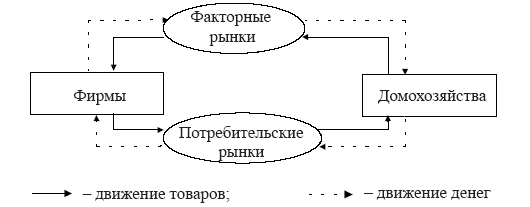 Факторные
рынки
Фирмы
Домохозяйства
Потребительские
рынки
– движение товаров;
– движение денег